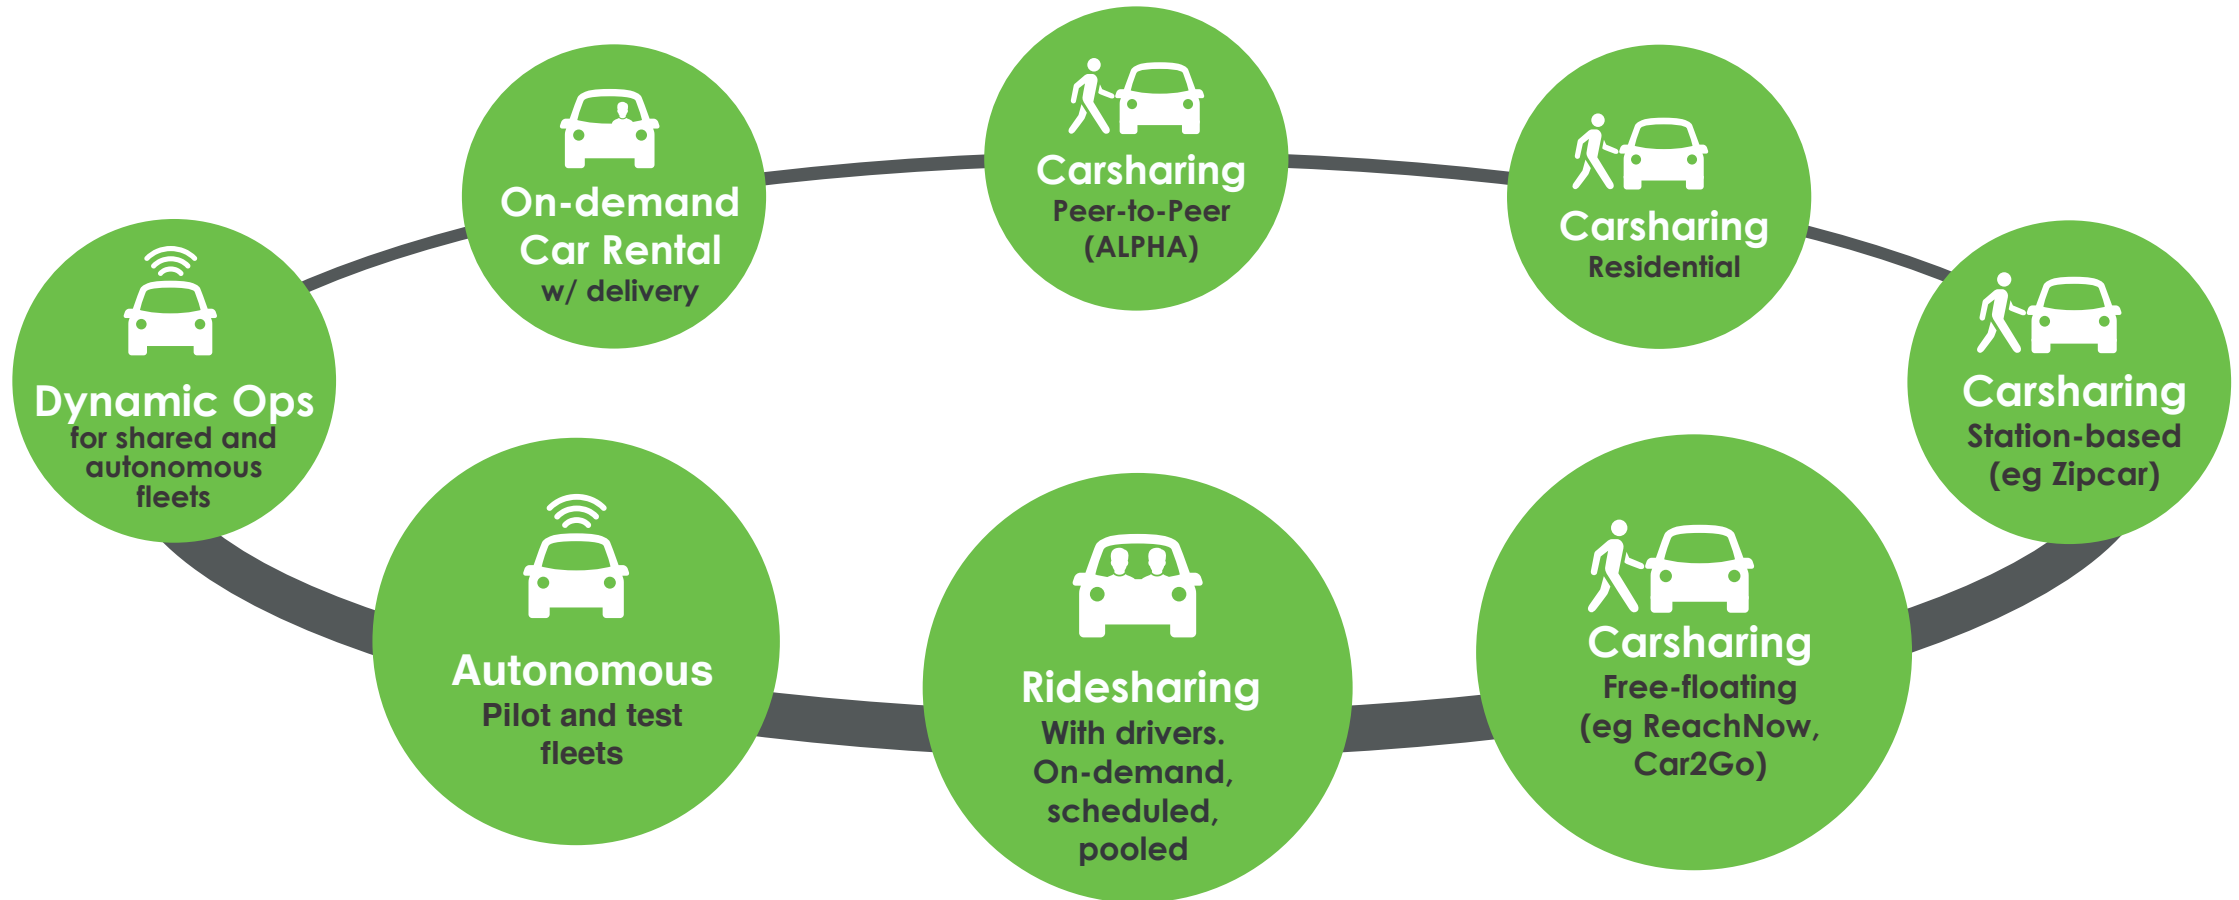 On-demand
Car Rental
w/ delivery
Carsharing
Peer-to-Peer
(ALPHA)
Carsharing
Residential
Carsharing
Station-based
(eg Zipcar)
Dynamic Ops
for shared and
autonomous
fleets
Autonomous
Pilot and test
fleets
Ridesharing
With drivers.
On-demand,
scheduled,
pooled
Carsharing
Free-floating
(eg ReachNow,
Car2Go)